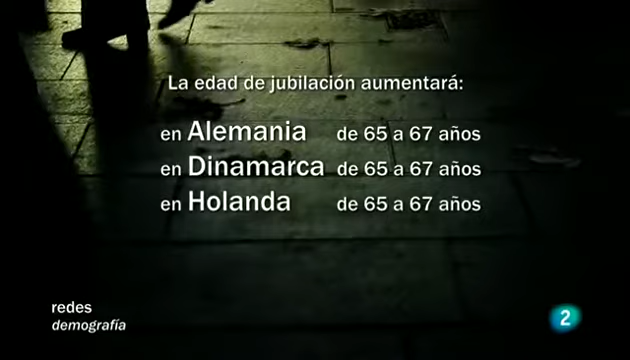 La edad de jubilación aumentará:
en Alemania de 65 a 67 años
en Dinamarca de 65 a 67 años
en Holanda de 65 a 67 años
redes
demografía
2